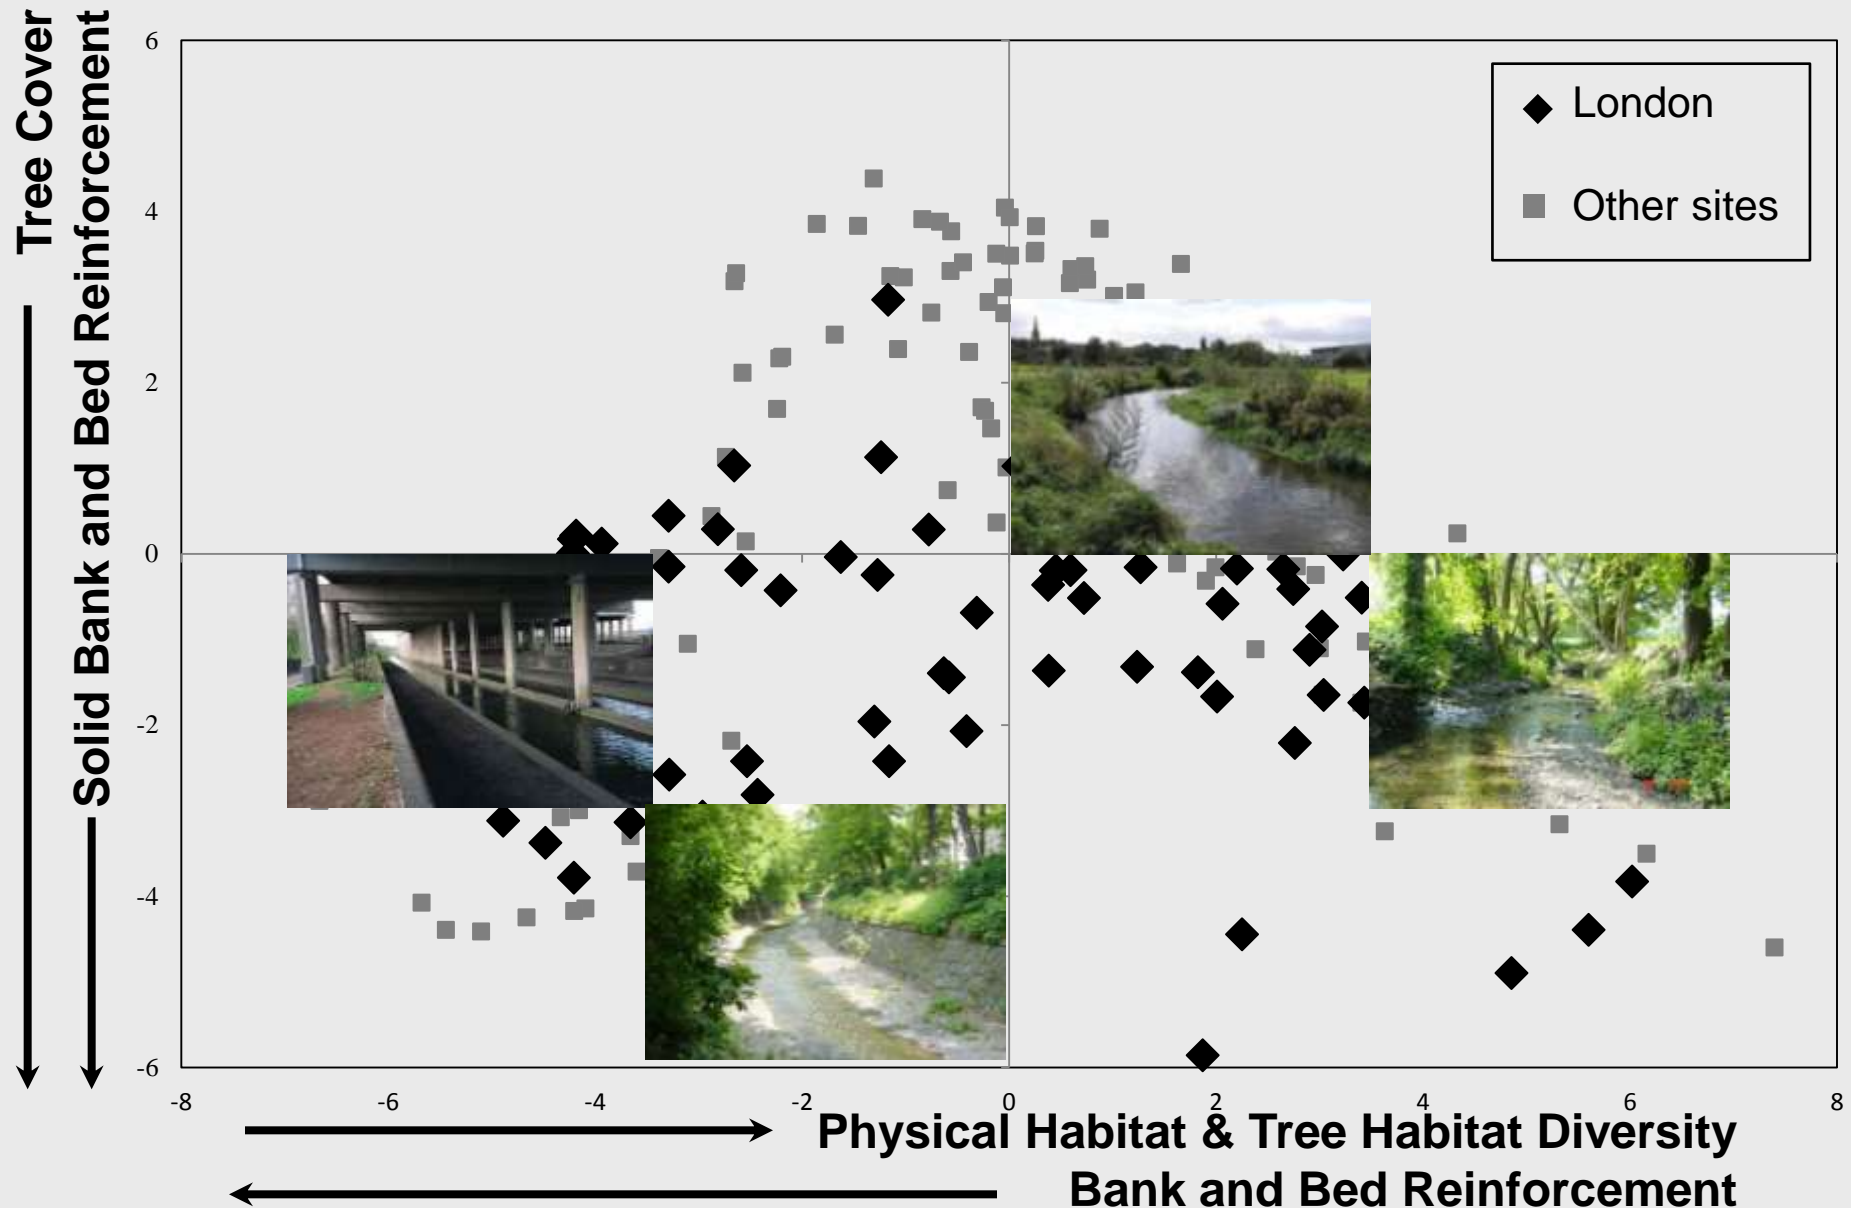 Tree Cover
Solid Bank and Bed Reinforcement
6
4
2
0
-2
-4
-6
London
Other sites
-8
-6
-4
-2
0
2
4
6
8
Physical Habitat & Tree Habitat Diversity
Bank and Bed Reinforcement